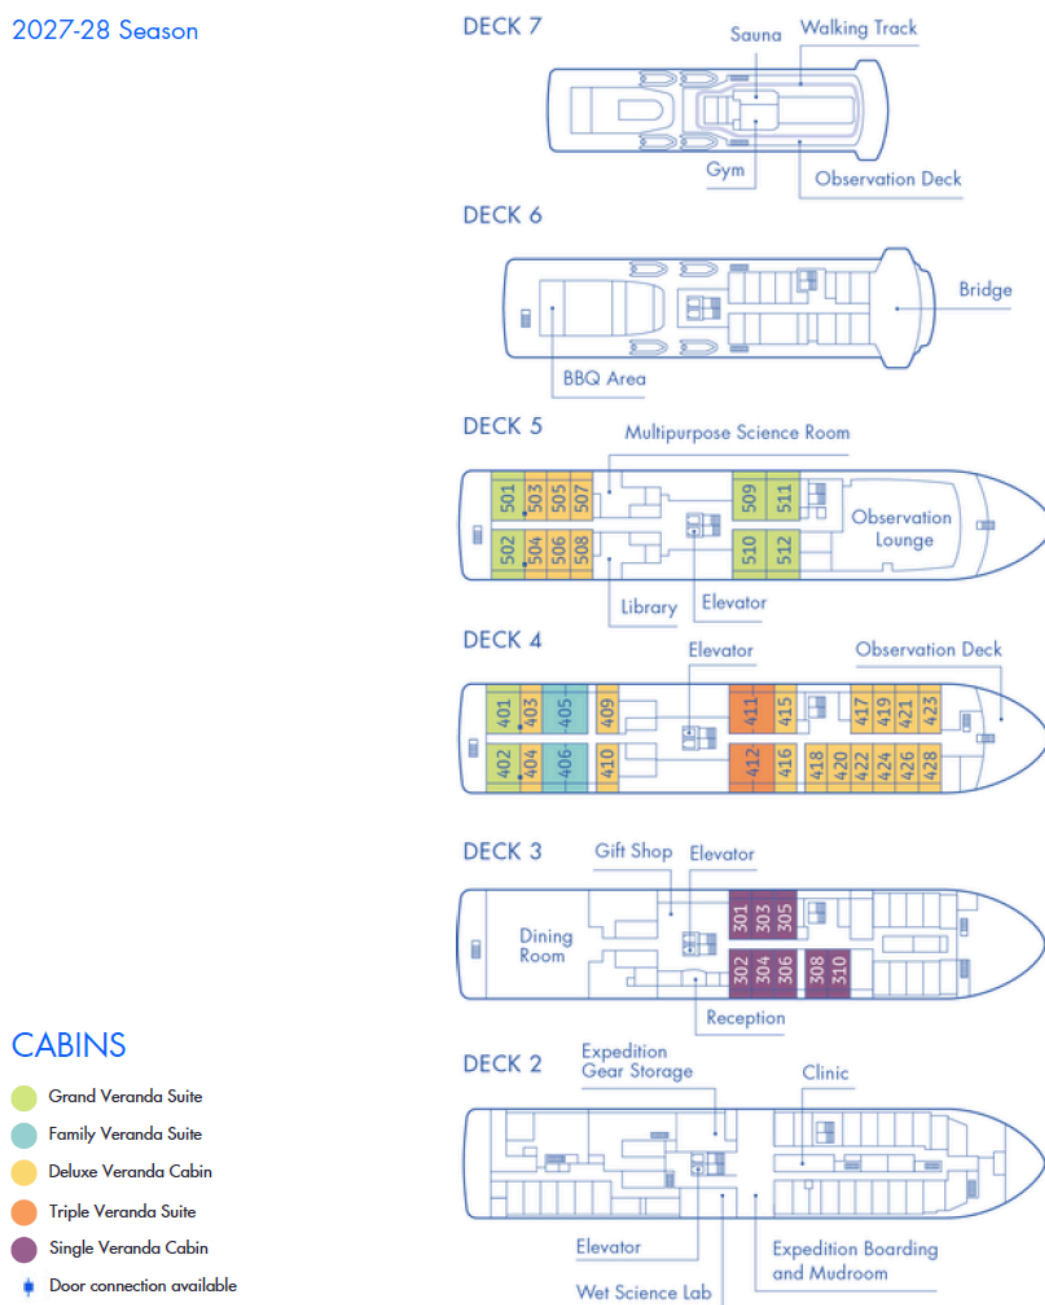 2027-28 Season
DECK 7
Sauna
Walking Track
Gym
Observation Deck
DECK 6
Bridge
BBQ Area
DECK 5
Multipurpose Science Room
501 503 505 507 509 511
502 504 506 508 510 512
Observation
Lounge
Library
Elevator
DECK 4
Elevator
Observation Deck
401 403 405 409 411 415 417 419 421 423
402 404 406 410 412 416 418 420 422 424 426 428
DECK 3
Gift Shop
Elevator
301 303 305
Dining
Room
302 304 306 308 310
Reception
DECK 2
Expedition
Gear Storage
Clinic
Elevator
Wet Science Lab
Expedition Boarding
and Mudroom
CABINS
Grand Veranda Suite
Family Veranda Suite
Deluxe Veranda Cabin
Triple Veranda Suite
Single Veranda Cabin
Door connection available